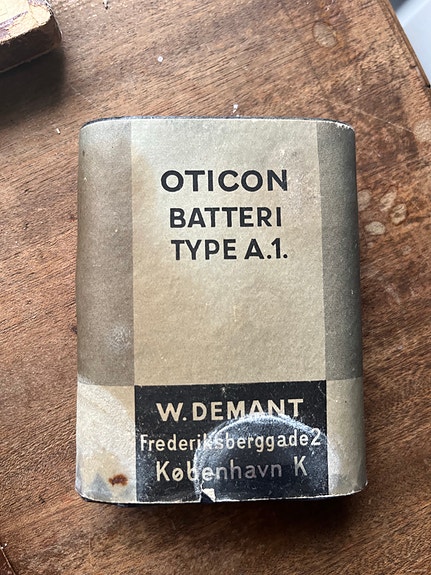 OTICON
BATTERI
TYPE A.1.
W. DEMANT
Frederiksberggade 2
København K